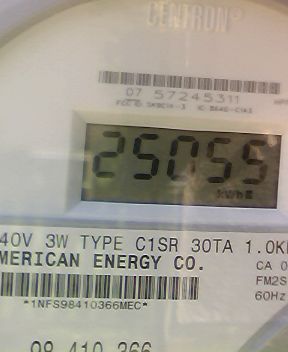 CENTRON®
07 57245311
25055
kWh
40V 3W TYPE C1SR 30TA 1.0K
MERICAN ENERGY CO.
CA 0
FM2S
60Hz
*1NFS98410366MEC*
98 410 366